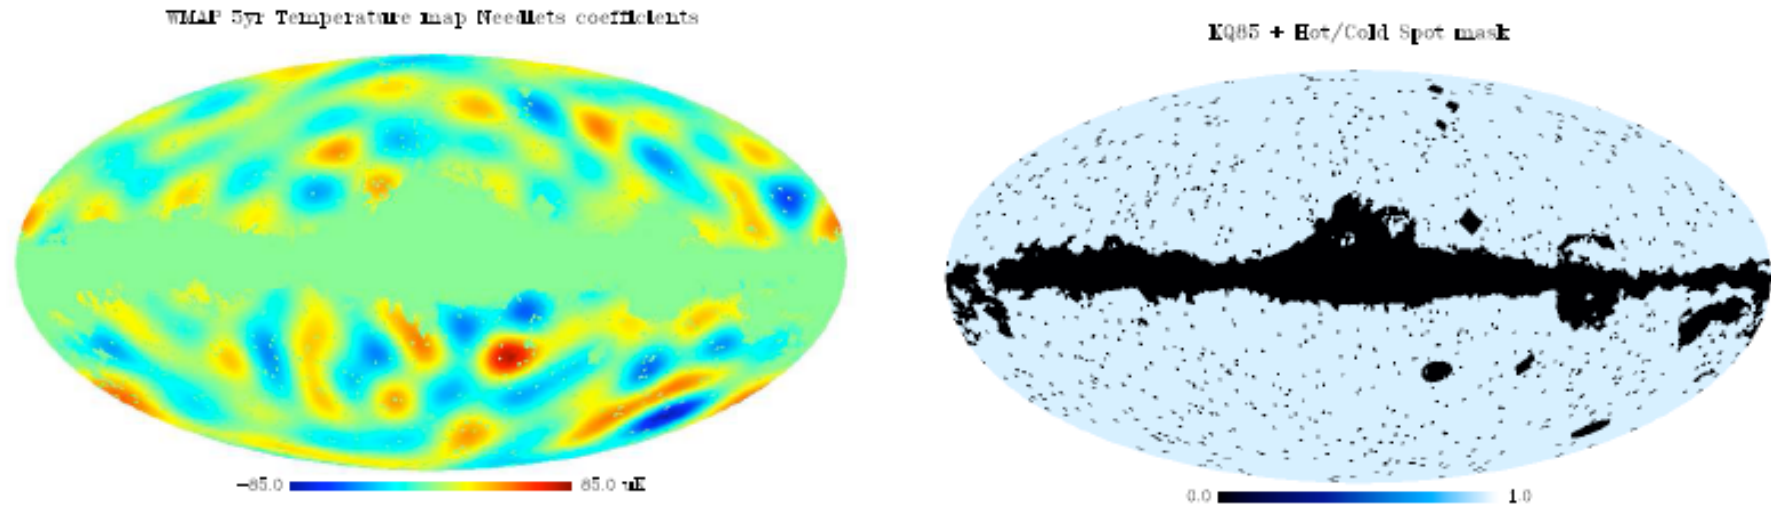 WMAP 5yr Temperature map Needlets coefficients
-85.0 85.0 uK
KQ85 + Hot/Cold Spot mask
0.0 1.0